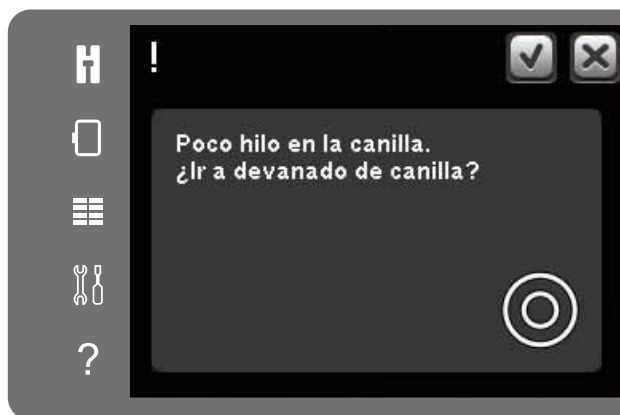 !
Poco hilo en la canilla.
¿Ir a devanado de canilla?
?